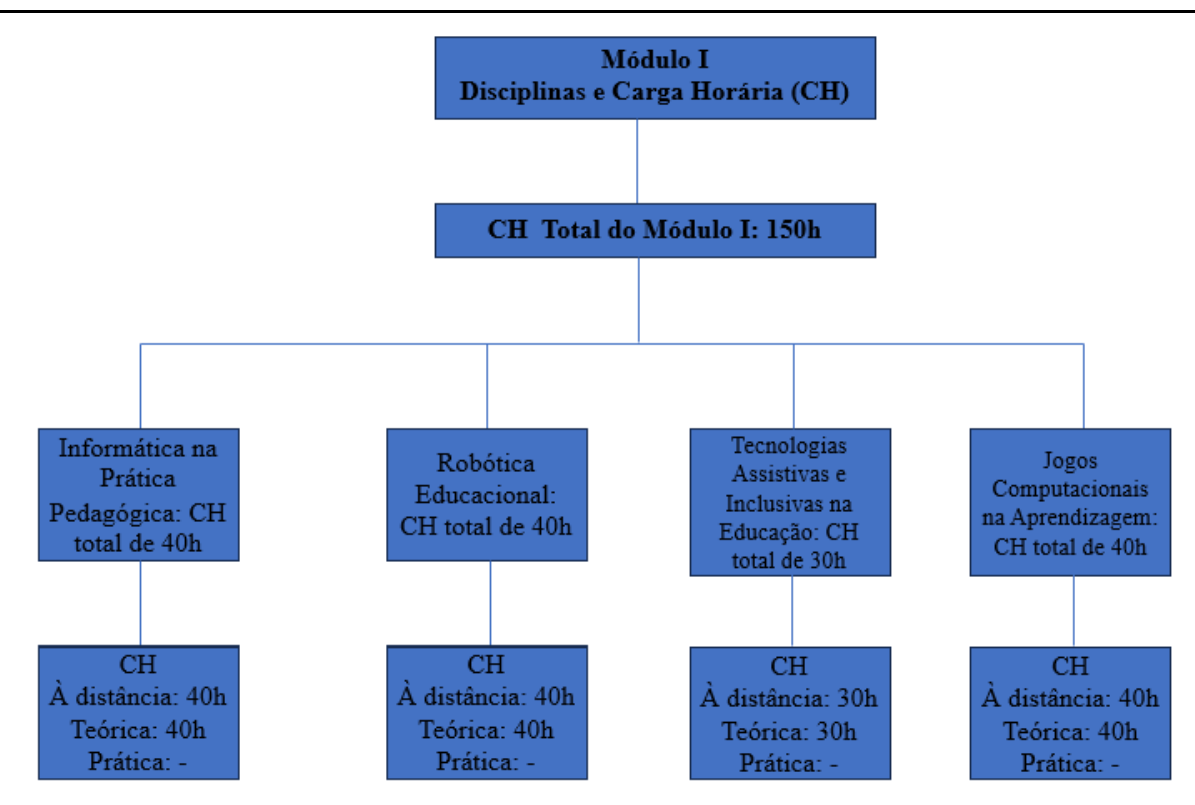 Módulo I
Disciplinas e Carga Horária (CH)
CH Total do Módulo I: 150h
Informática na
Prática
Pedagógica: CH
total de 40h
Robótica
Educacional:
CH total de 40h
Tecnologias
Assistivas e
Inclusivas na
Educação: CH
total de 30h
Jogos
Computacionais
na Aprendizagem:
CH total de 40h
CH
À distância: 40h
Teórica: 40h
Prática: -
CH
À distância: 40h
Teórica: 40h
Prática: -
CH
À distância: 30h
Teórica: 30h
Prática: -
CH
À distância: 40h
Teórica: 40h
Prática: -